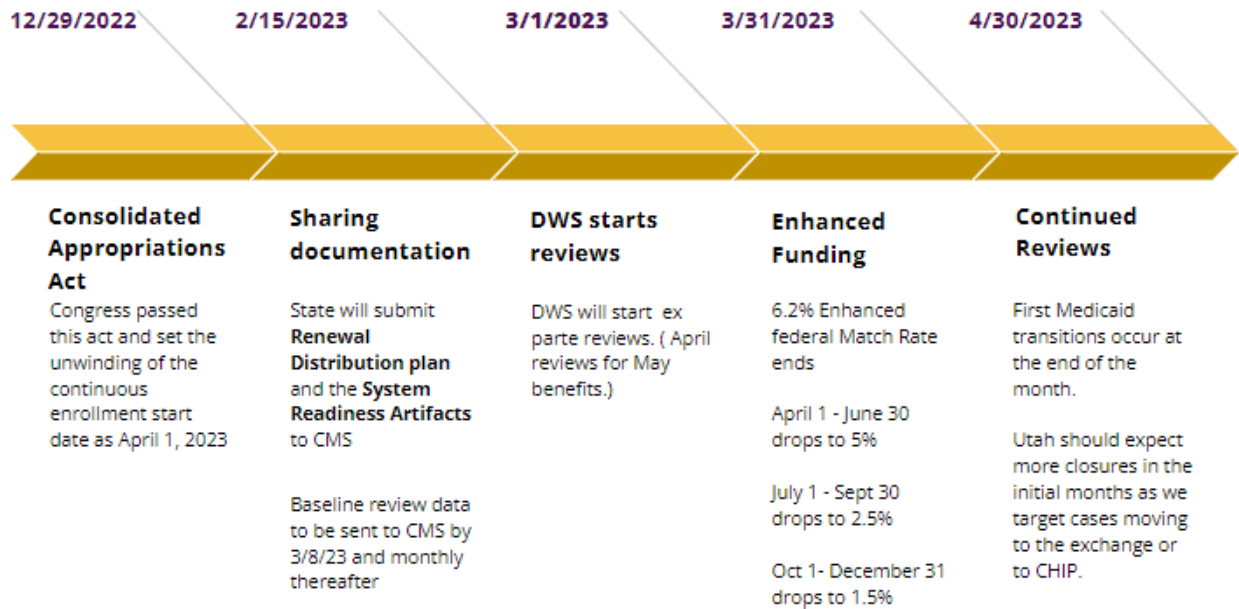 12/29/2022
2/15/2023
3/1/2023
3/31/2023
4/30/2023
Consolidated
Appropriations
Act
Congress passed
this act and set the
unwinding of the
continuous
enrollment start
date as April 1, 2023
Sharing
documentation
State will submit
Renewal
Distribution plan
and the System
Readiness Artifacts
to CMS
Baseline review data
to be sent to CMS by
3/8/23 and monthly
thereafter
DWS starts
reviews
DWS will start ex
parte reviews. ( April
reviews for May
benefits.)
Enhanced
Funding
6.2% Enhanced
federal Match Rate
ends
April 1 - June 30
drops to 5%
July 1 - Sept 30
drops to 2.5%
Oct 1- December 31
drops to 1.5%
Continued
Reviews
First Medicaid
transitions occur at
the end of the
month.
Utah should expect
more closures in the
initial months as we
target cases moving
to the exchange or
to CHIP.